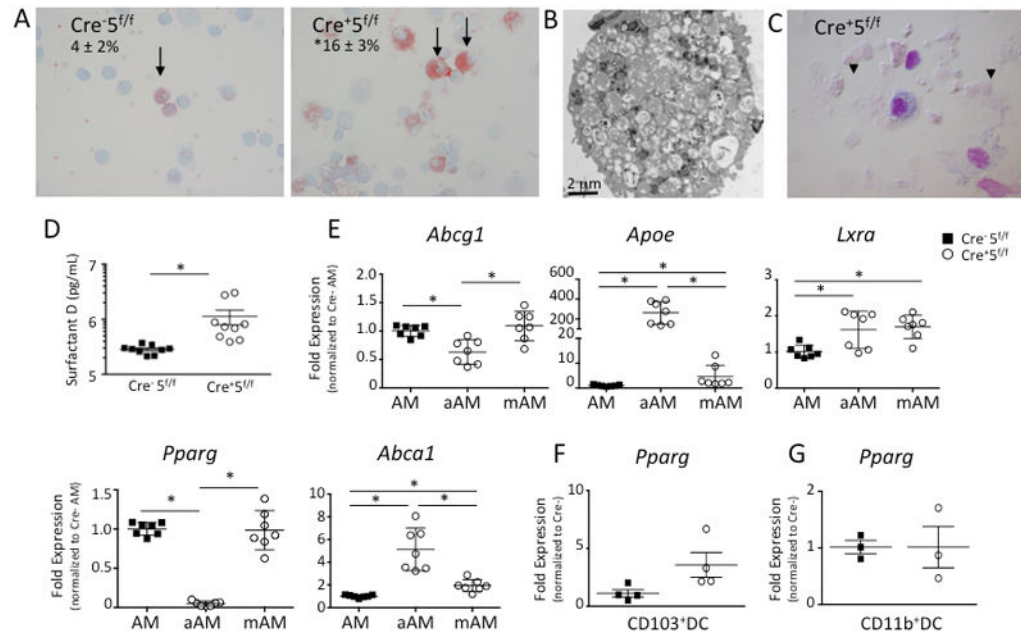 A
Cre⁻5ᶠ/ᶠ
4 ± 2%
Cre⁺5ᶠ/ᶠ
*16 ± 3%
B
2 µm
C
Cre⁺5ᶠ/ᶠ
D
Surfactant D (pg/mL)
7
6
5
*
Cre⁻5ᶠ/ᶠ
Cre⁺5ᶠ/ᶠ
E
Abcg1
Fold Expression
(normalized to Cre- AM)
2.0
1.5
1.0
0.5
0
* *
AM aAM mAM
Apoe
600
400
200
20
10
0
*
* *
AM aAM mAM
Lxra
3
2
1
0
*
*
AM aAM mAM
Cre⁻5ᶠ/ᶠ
Cre⁺5ᶠ/ᶠ
Pparg
Fold Expression
(normalized to Cre- AM)
1.5
1.0
0.5
0
* *
AM aAM mAM
Abca1
10
8
6
4
2
0
*
* *
AM aAM mAM
F
Pparg
Fold Expression
(normalized to Cre-)
10
5
0
CD103⁺DC
G
Pparg
Fold Expression
(normalized to Cre-)
2
1
0
CD11b⁺DC